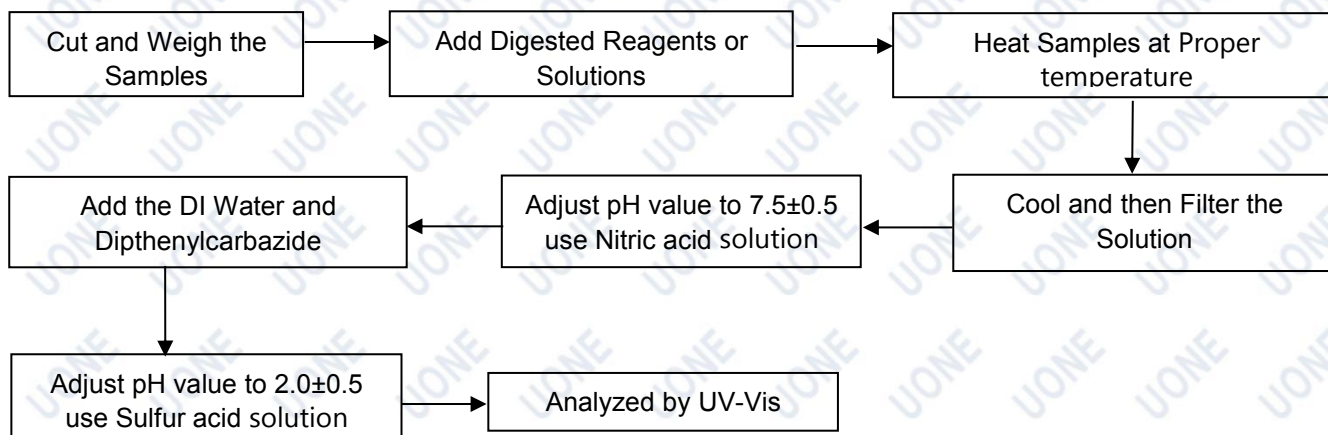 Cut and Weigh the
Samples
Add Digested Reagents or
Solutions
Heat Samples at Proper
temperature
Cool and then Filter the
Solution
Adjust pH value to 7.5±0.5
use Nitric acid solution
Add the DI Water and
Dipthenylcarbazide
Adjust pH value to 2.0±0.5
use Sulfur acid solution
Analyzed by UV-Vis
UONE